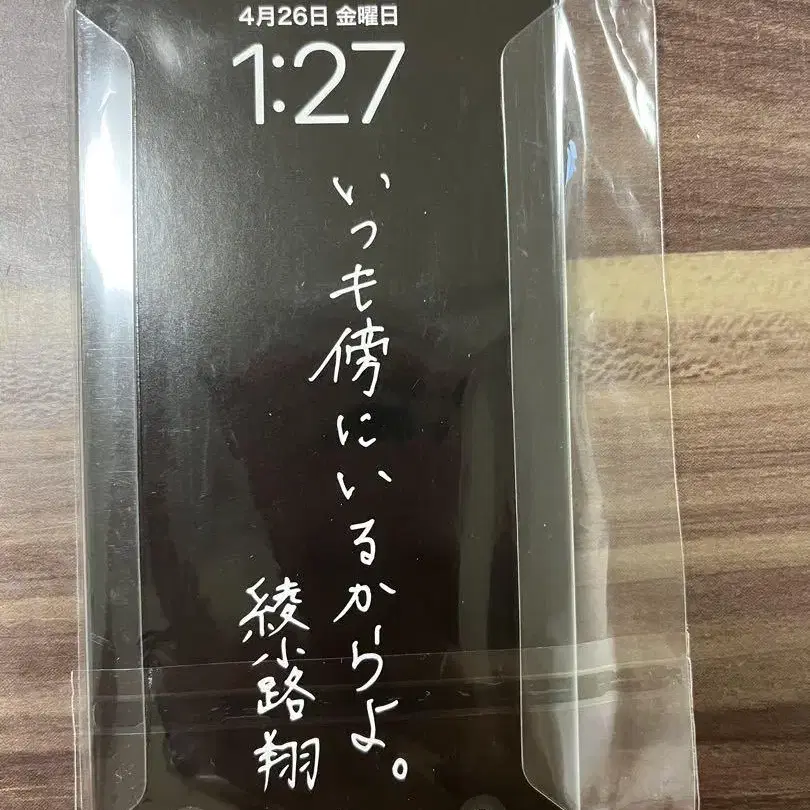 4月26日 金曜日
1:27
いつも傍にいるからよ。
綾小路翔